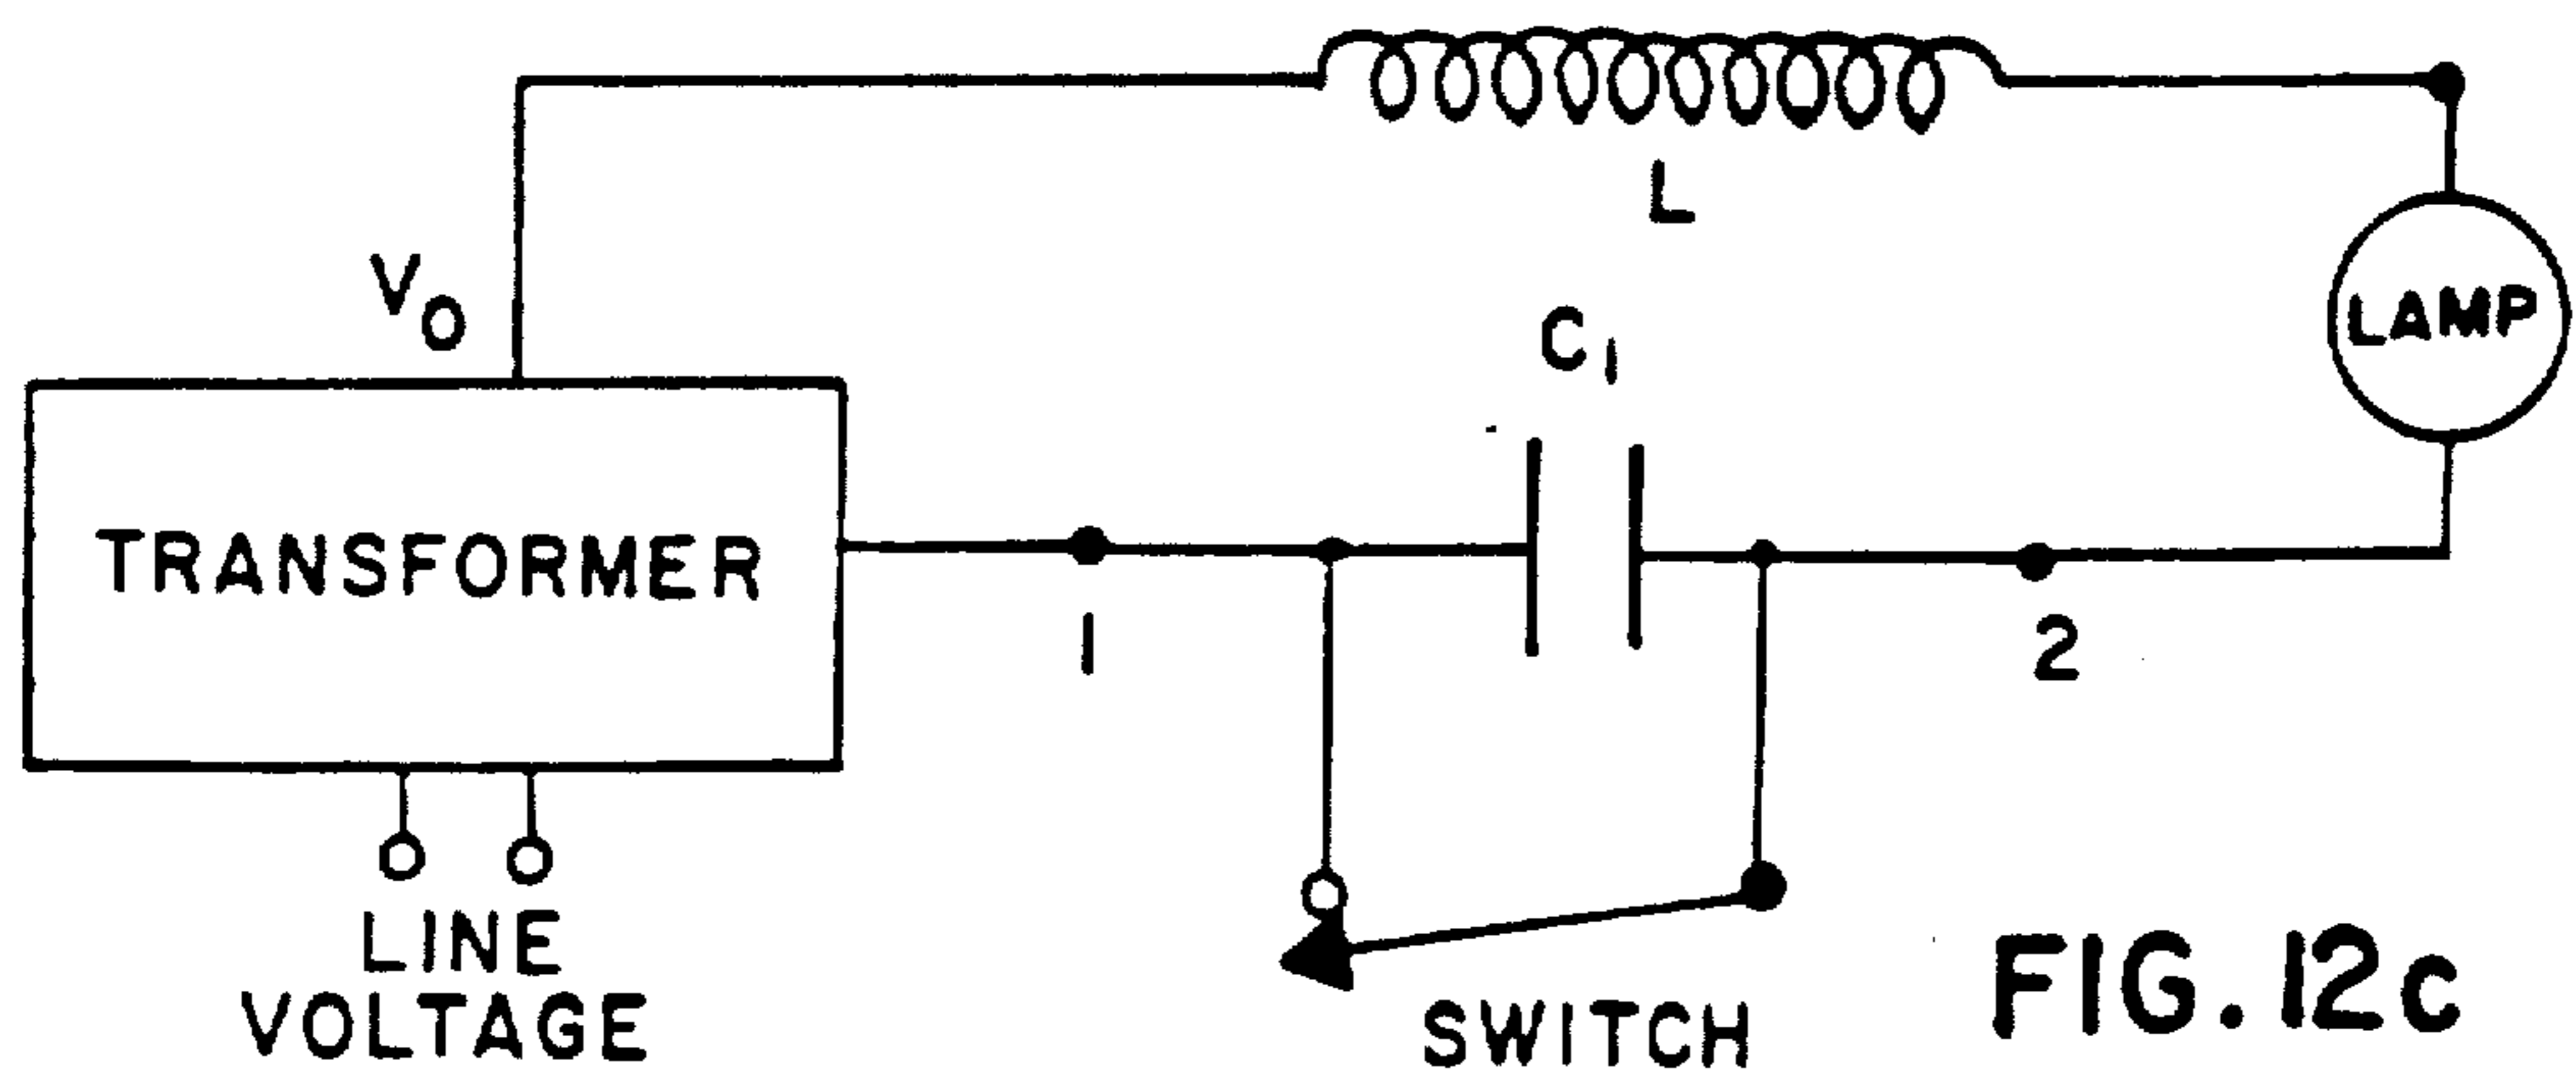 L
V₀
C₁
LAMP
TRANSFORMER
1
2
LINE
VOLTAGE
SWITCH
FIG. 12c